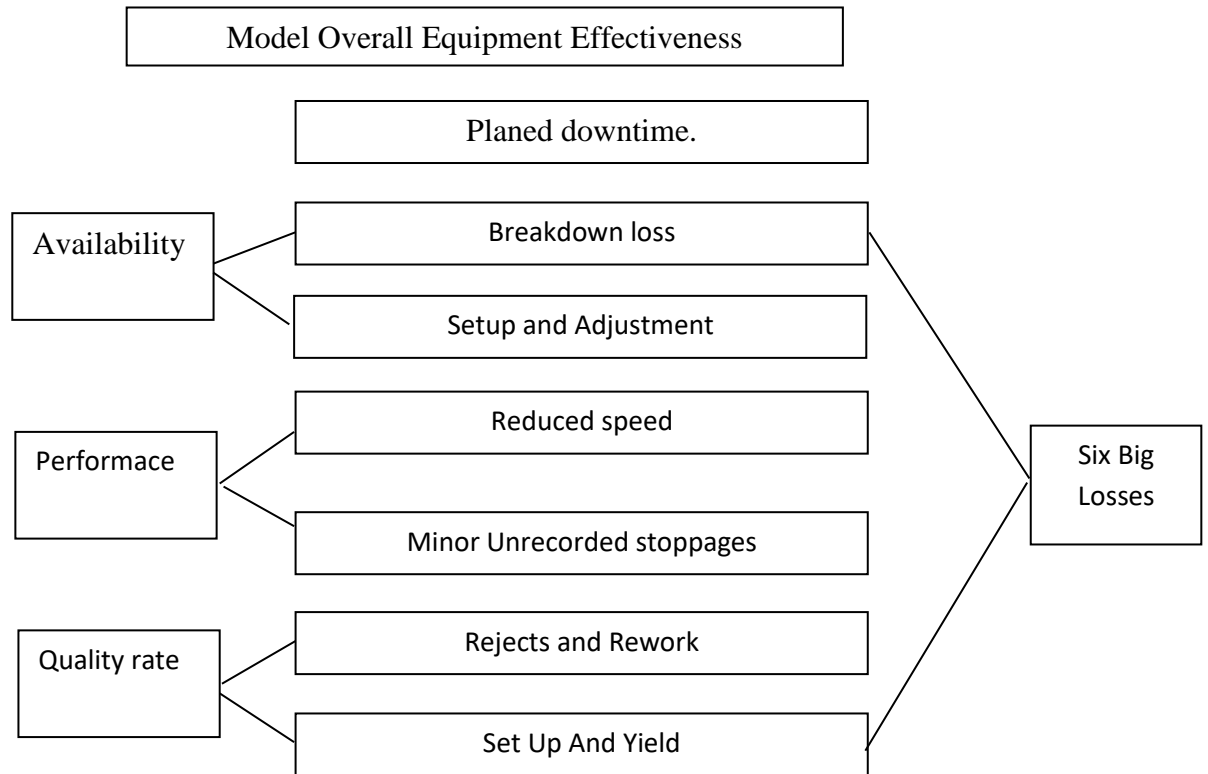 Model Overall Equipment Effectiveness
Planed downtime.
Availability
Breakdown loss
Setup and Adjustment
Performace
Reduced speed
Minor Unrecorded stoppages
Quality rate
Rejects and Rework
Set Up And Yield
Six Big
Losses